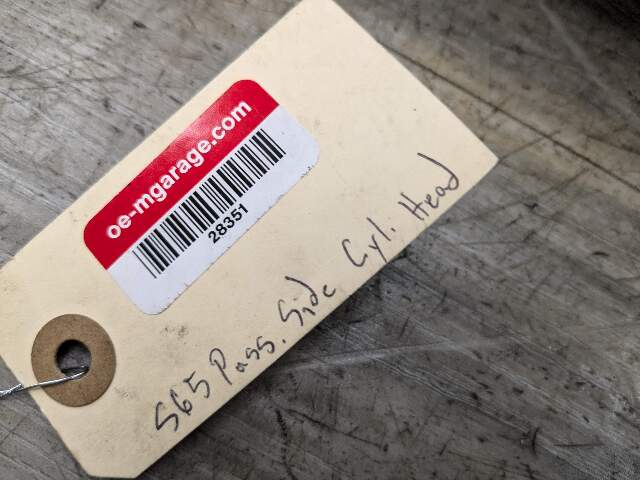 oe-mgarage.com
28351
S65 Pass. Side Cyl. Head